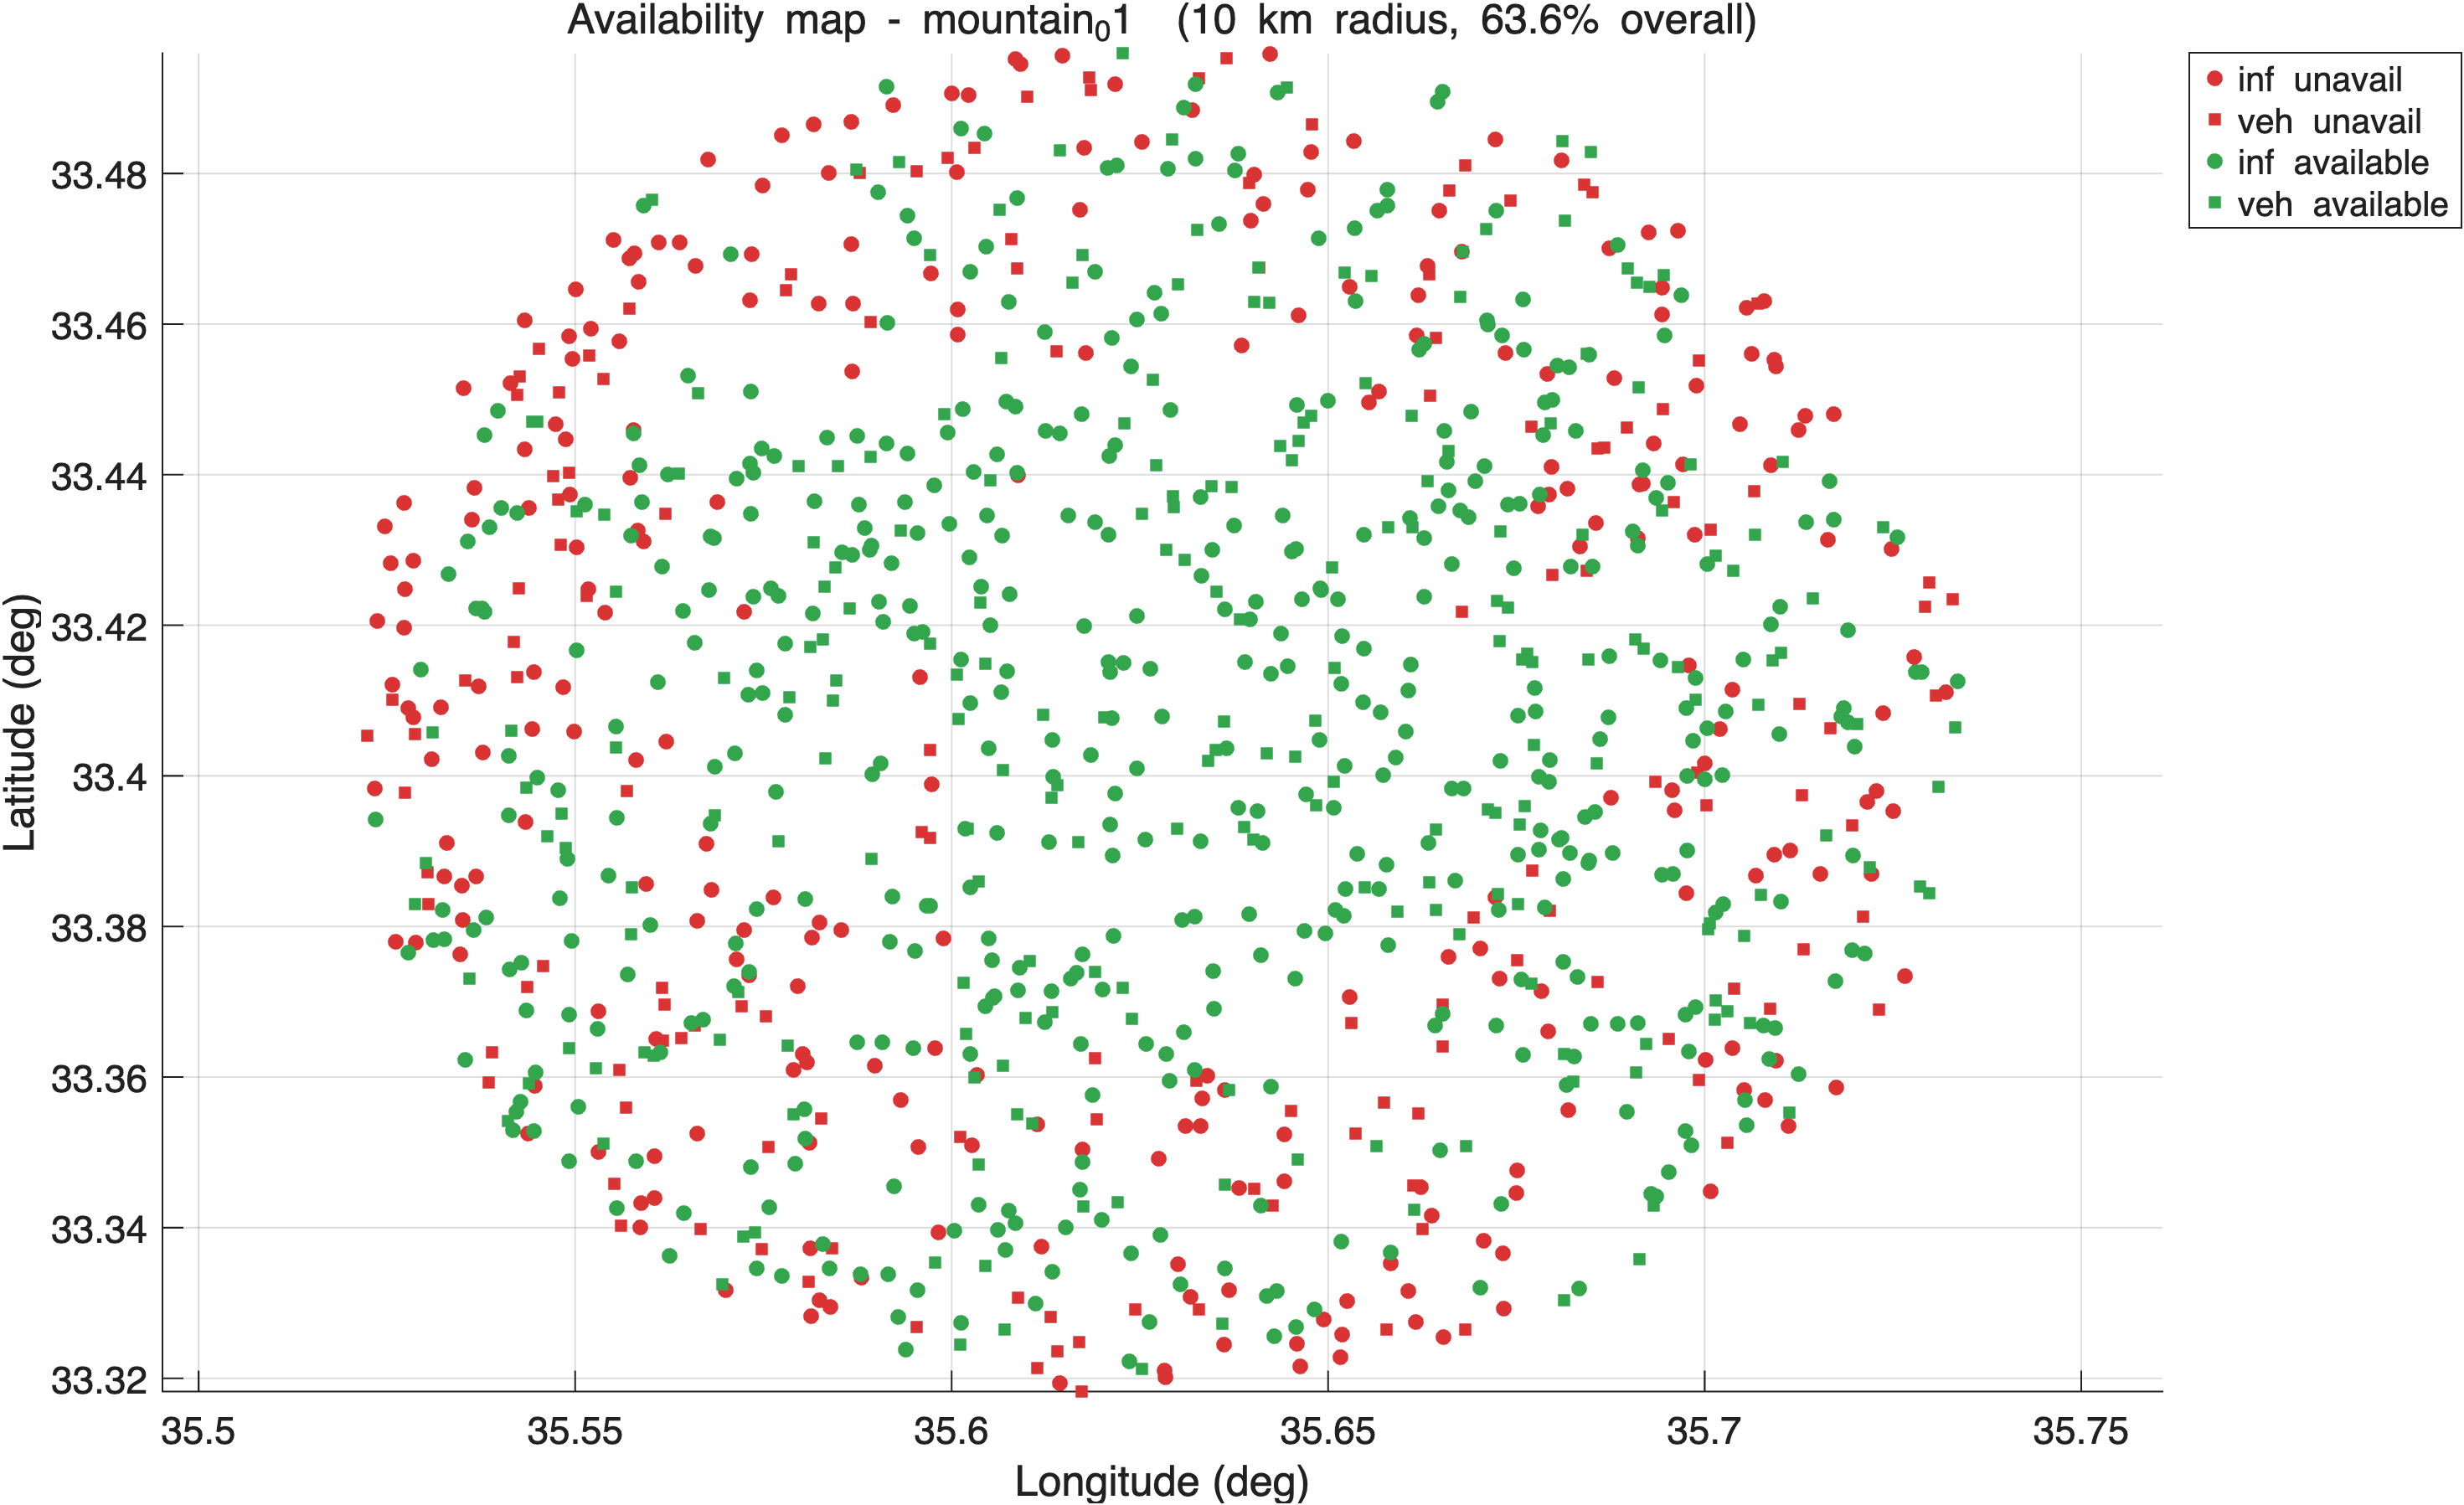 Availability map - mountain₀1 (10 km radius, 63.6% overall)
inf unavail
veh unavail
inf available
veh available
33.48
33.46
33.44
33.42
33.4
33.38
33.36
33.34
33.32
Latitude (deg)
35.5 35.55 35.6 35.65 35.7 35.75
Longitude (deg)